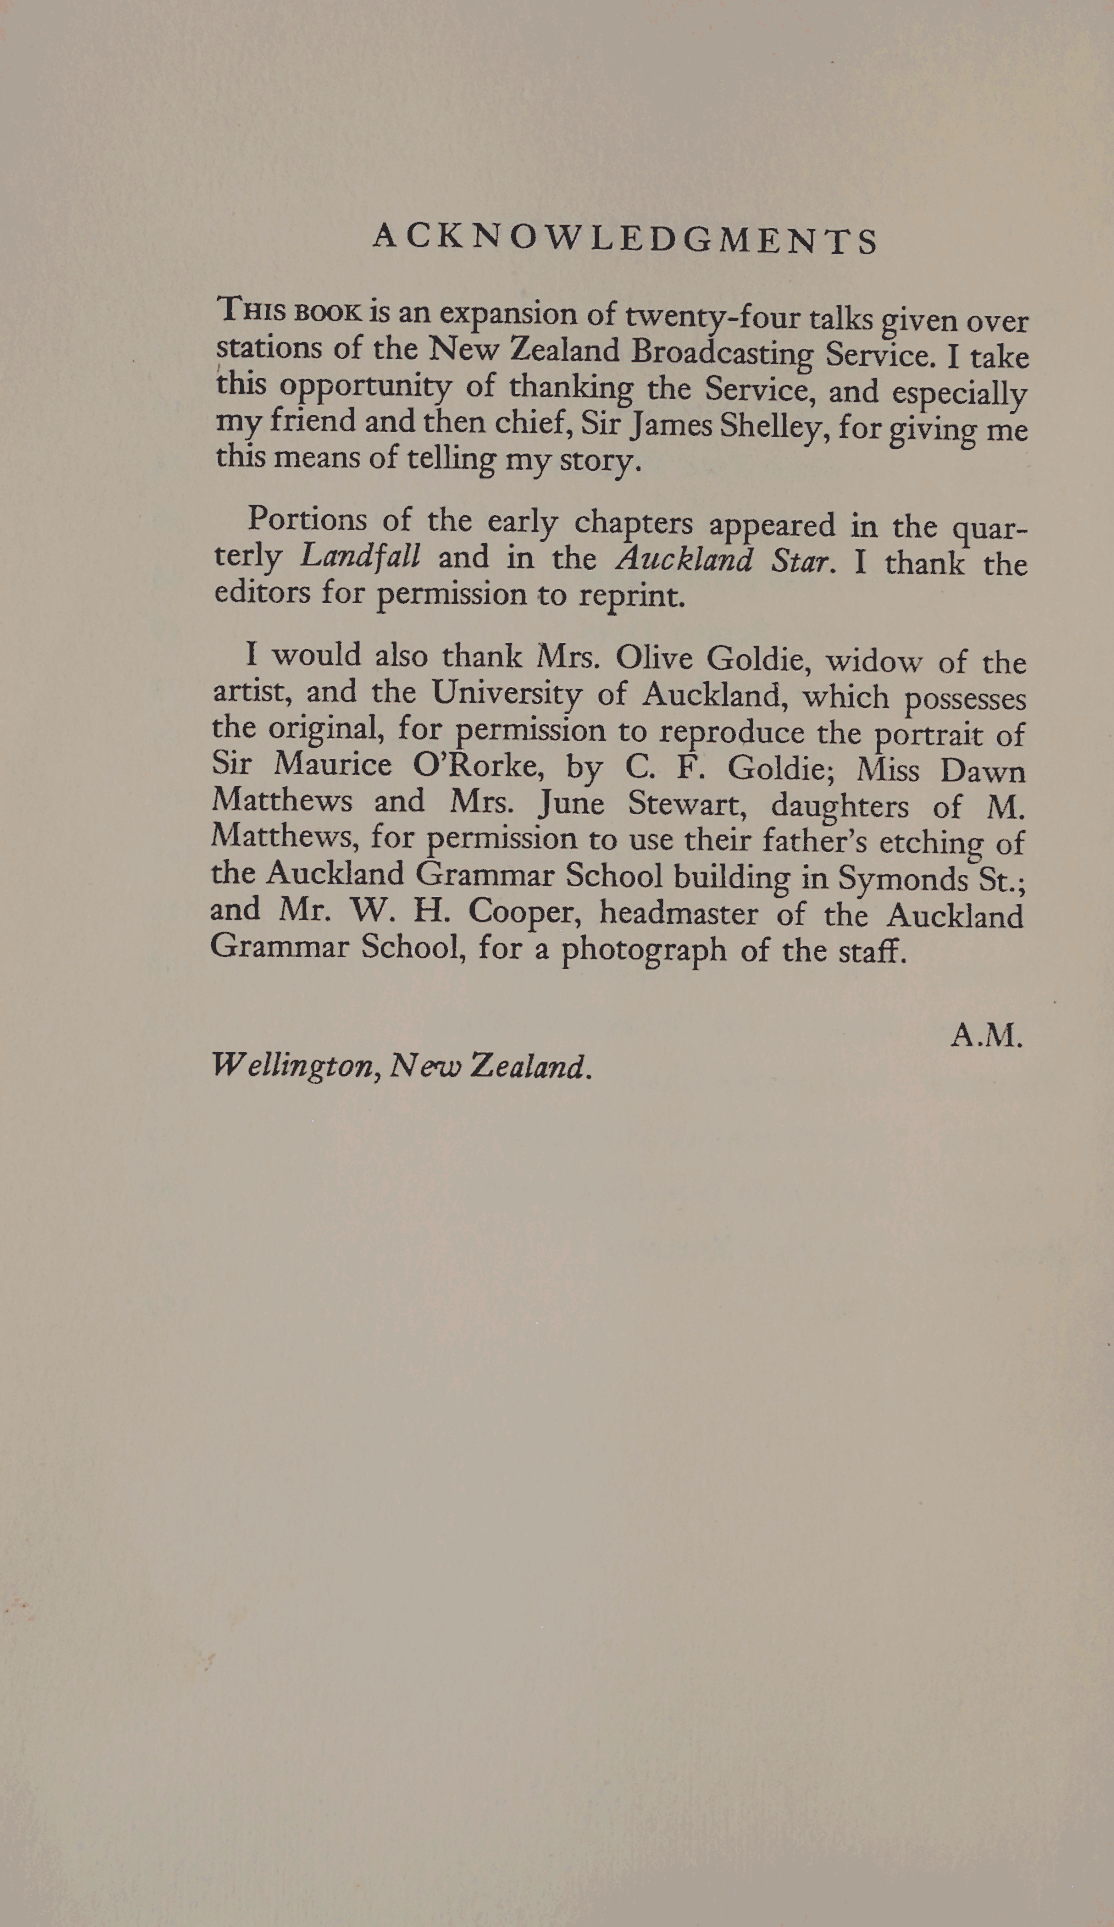 ACKNOWLEDGMENTS
THIS BOOK is an expansion of twenty-four talks given over
stations of the New Zealand Broadcasting Service. I take
this opportunity of thanking the Service, and especially
my friend and then chief, Sir James Shelley, for giving me
this means of telling my story.
Portions of the early chapters appeared in the quar-
terly Landfall and in the Auckland Star. I thank the
editors for permission to reprint.
I would also thank Mrs. Olive Goldie, widow of the
artist, and the University of Auckland, which possesses
the original, for permission to reproduce the portrait of
Sir Maurice O'Rorke, by C. F. Goldie; Miss Dawn
Matthews and Mrs. June Stewart, daughters of M.
Matthews, for permission to use their father's etching of
the Auckland Grammar School building in Symonds St.;
and Mr. W. H. Cooper, headmaster of the Auckland
Grammar School, for a photograph of the staff.
A.M.
Wellington, New Zealand.